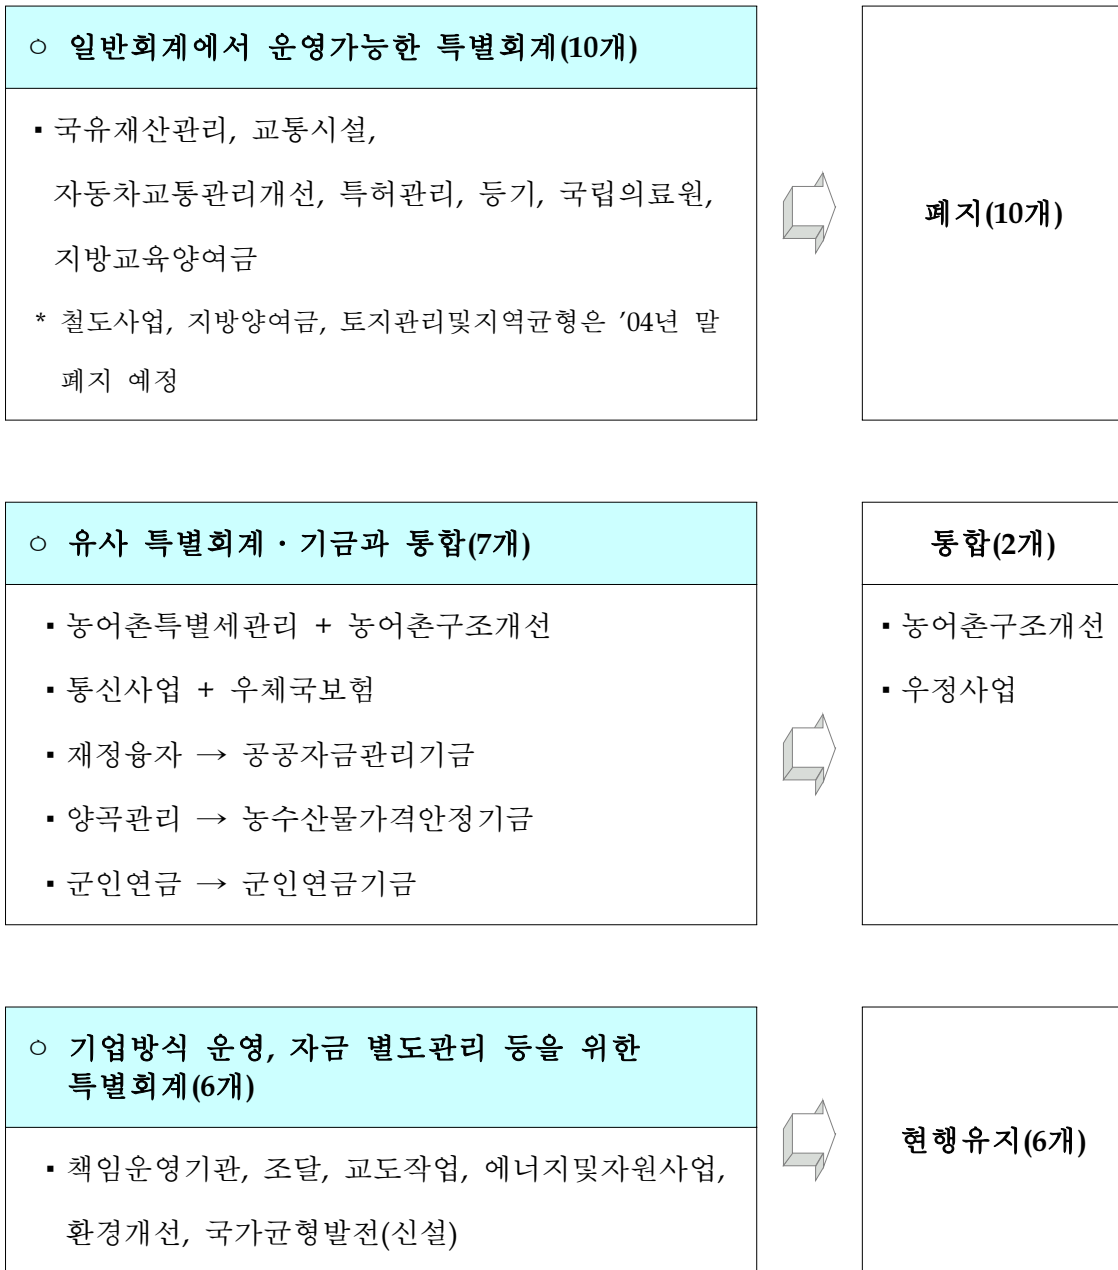 ○ 일반회계에서 운영가능한 특별회계(10개)
▪ 국유재산관리, 교통시설,
자동차교통관리개선, 특허관리, 등기, 국립의료원,
지방교육양여금
* 철도사업, 지방양여금, 토지관리및지역균형은 ’04년 말
폐지 예정
폐지(10개)
○ 유사 특별회계・기금과 통합(7개)
▪ 농어촌특별세관리 + 농어촌구조개선
▪ 통신사업 + 우체국보험
▪ 재정융자 → 공공자금관리기금
▪ 양곡관리 → 농수산물가격안정기금
▪ 군인연금 → 군인연금기금
통합(2개)
▪ 농어촌구조개선
▪ 우정사업
○ 기업방식 운영, 자금 별도관리 등을 위한
특별회계(6개)
▪ 책임운영기관, 조달, 교도작업, 에너지및자원사업,
환경개선, 국가균형발전(신설)
현행유지(6개)